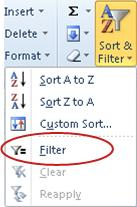 Insert
Delete
Format
Sort &
Filter
Sort A to Z
Sort Z to A
Custom Sort...
Filter
Clear
Reapply